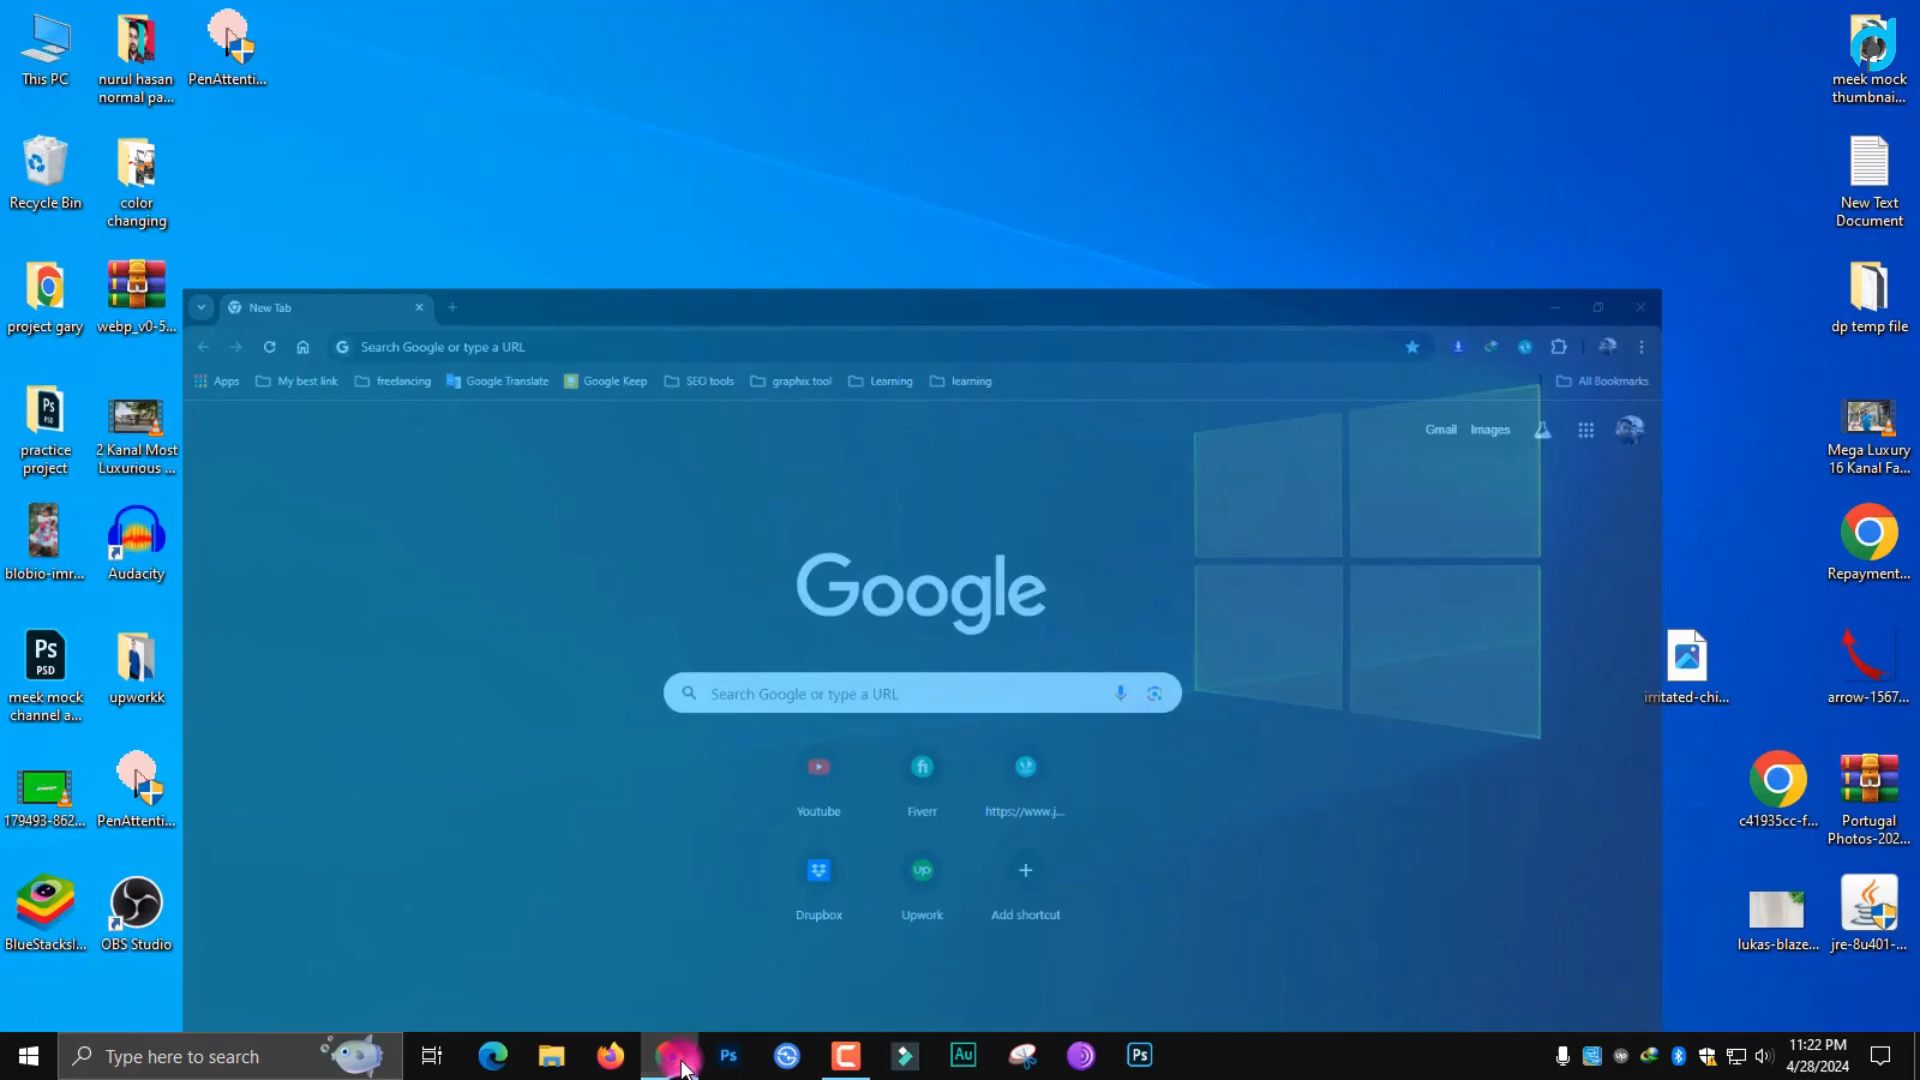 This PC
nurul hasan
normal pa...
PenAttenti...
meek mock
thumbnai...
Recycle Bin
color
changing
New Text
Document
project gary
webp_v0-5...
dp temp file
New Tab
Search Google or type a URL
Apps
My best link
freelancing
Google Translate
Google Keep
SEO tools
graphix tool
Learning
learning
All Bookmarks
Gmail
Images
practice
project
2 Kanal Most
Luxurious ...
Mega Luxury
16 Kanal Fa...
Google
blobio-imr...
Audacity
Repayment...
Search Google or type a URL
meek mock
channel a...
upworkk
irritated-chi...
arrow-1567...
Youtube
Fiverr
https://www.j...
179493-862...
PenAttenti...
c41935cc-f...
Portugal
Photos-202...
Drupbox
Upwork
Add shortcut
BlueStacksI...
OBS Studio
lukas-blaze...
jre-8u401-...
Type here to search
Ps
Au
Ps
11:22 PM
4/28/2024